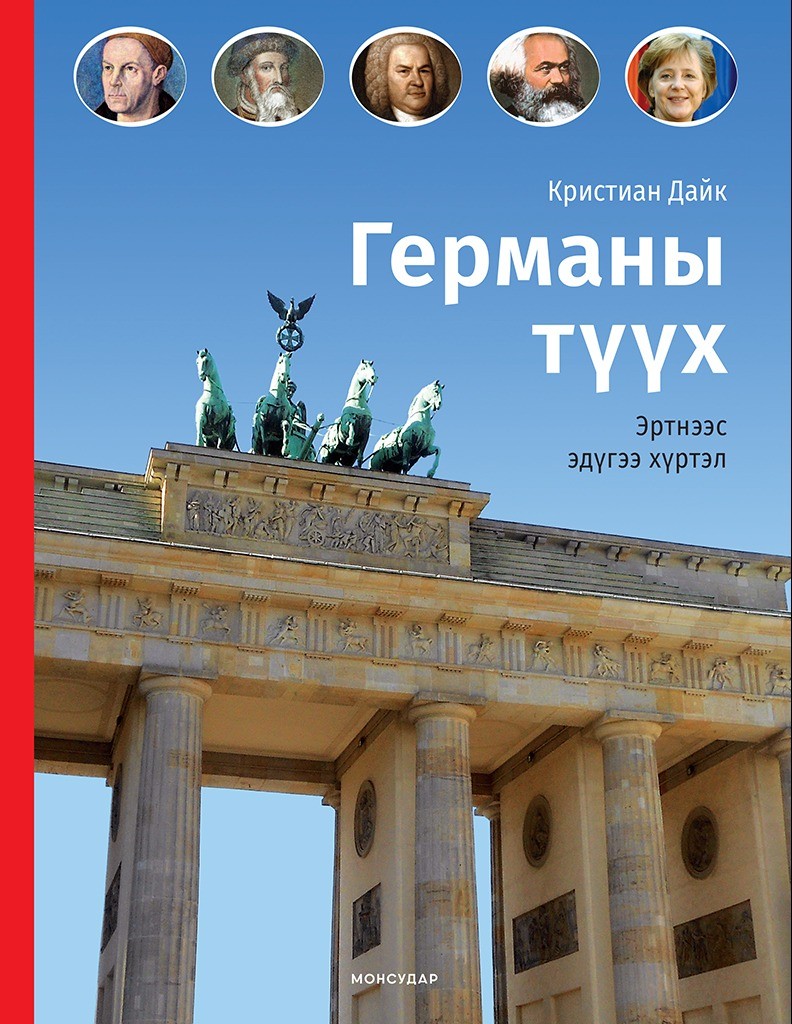 Кристиан Дайк
Германы
түүх
Эртнээс
эдүгээ хүртэл
МОНСУДАР